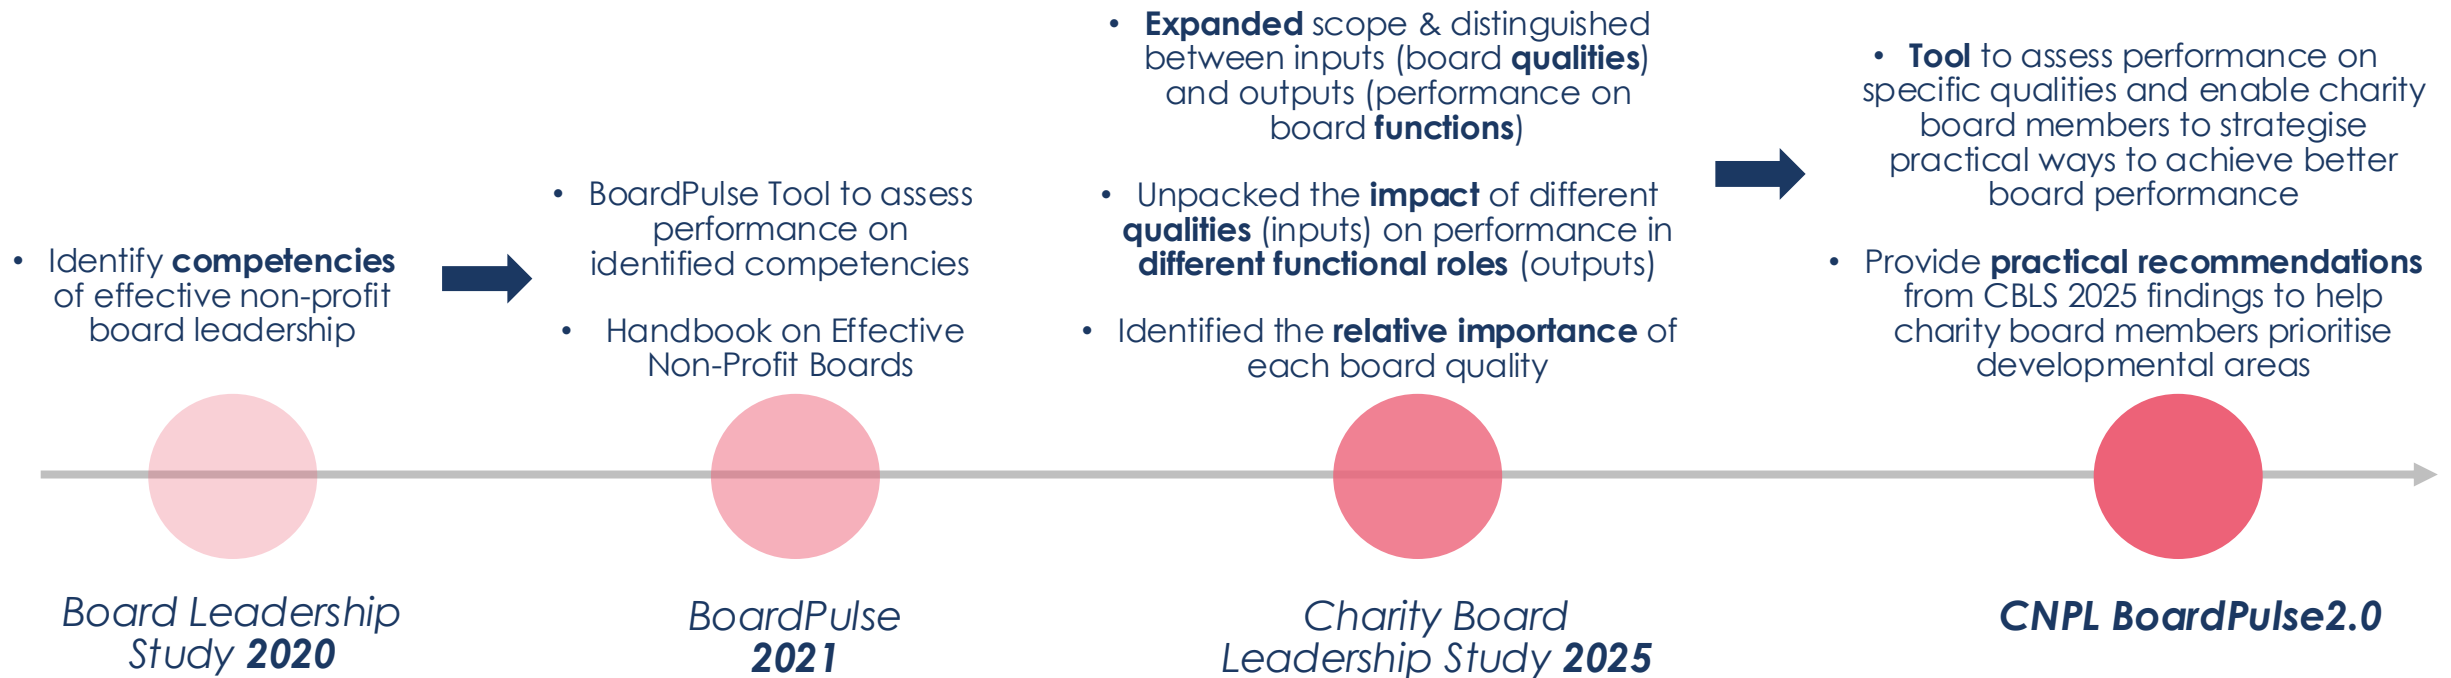 • Identify competencies
of effective non-profit
board leadership
• BoardPulse Tool to assess
performance on
identified competencies
• Handbook on Effective
Non-Profit Boards
• Expanded scope & distinguished
between inputs (board qualities)
and outputs (performance on
board functions)
• Unpacked the impact of different
qualities (inputs) on performance in
different functional roles (outputs)
• Identified the relative importance of
each board quality
• Tool to assess performance on
specific qualities and enable charity
board members to strategise
practical ways to achieve better
board performance
• Provide practical recommendations
from CBLS 2025 findings to help
charity board members prioritise
developmental areas
Board Leadership
Study 2020
BoardPulse
2021
Charity Board
Leadership Study 2025
CNPL BoardPulse2.0